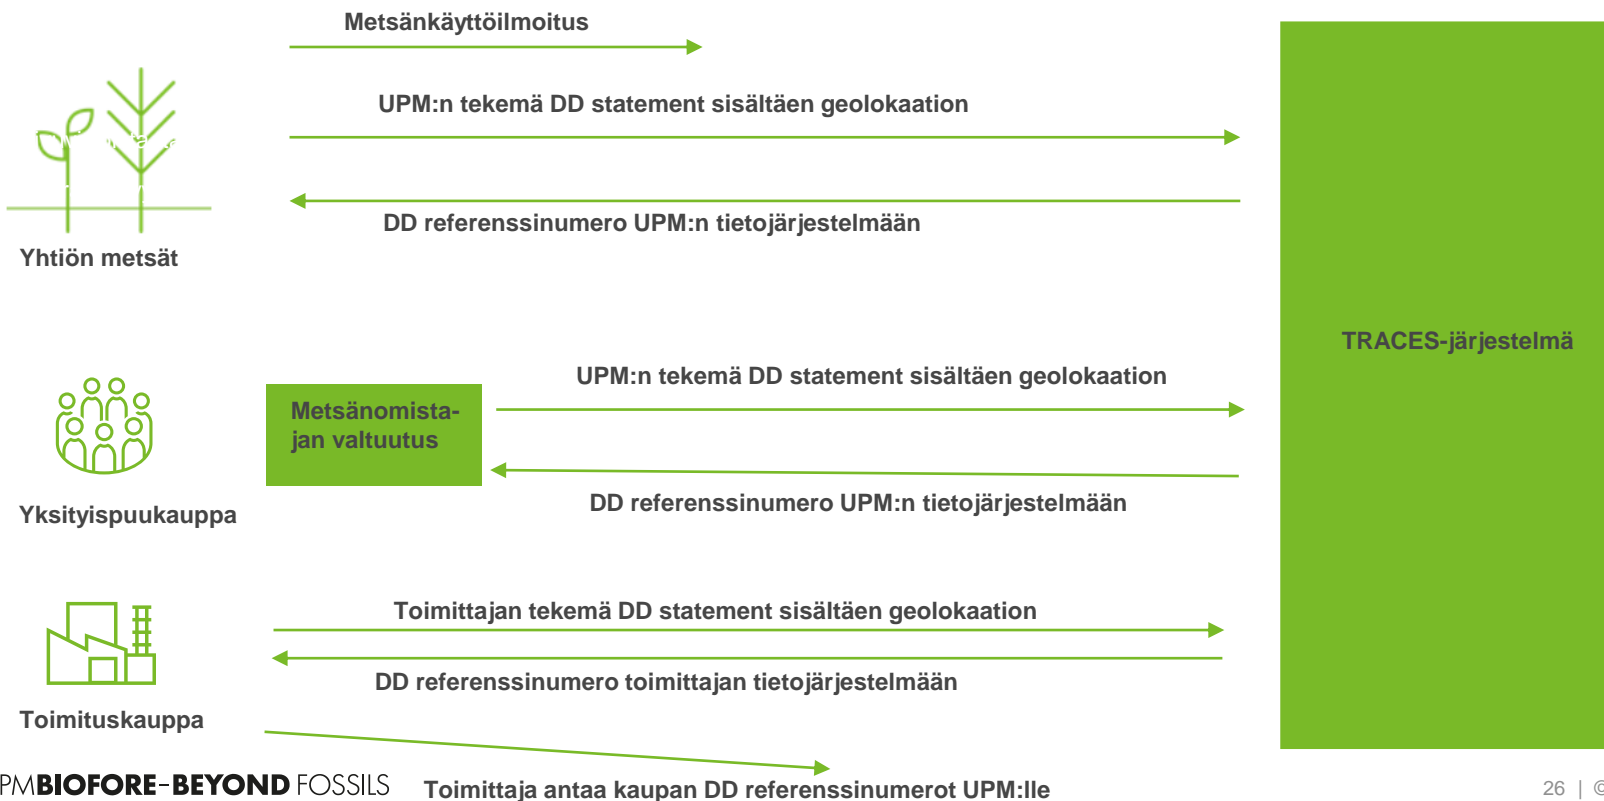 Metsänkäyttöilmoitus
UPM:n tekemä DD statement sisältäen geolokaation
DD referenssinumero UPM:n tietojärjestelmään
Yhtiön metsät
TRACES-järjestelmä
UPM:n tekemä DD statement sisältäen geolokaation
Metsänomista-
jan valtuutus
DD referenssinumero UPM:n tietojärjestelmään
Yksityispuukauppa
Toimittajan tekemä DD statement sisältäen geolokaation
DD referenssinumero toimittajan tietojärjestelmään
Toimituskauppa
PMBIOFORE–BEYOND FOSSILS
Toimittaja antaa kaupan DD referenssinumerot UPM:lle
26 | ©